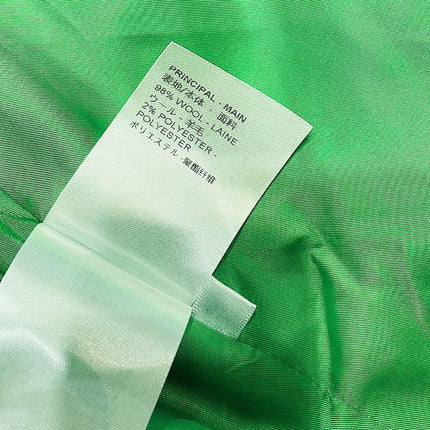 PRINCIPAL - MAIN
表地/本体 - 面料
98% WOOL - LAINE
ウール - 羊毛
2% POLYESTER -
POLYESTER
ポリエステル - 聚酯纤维